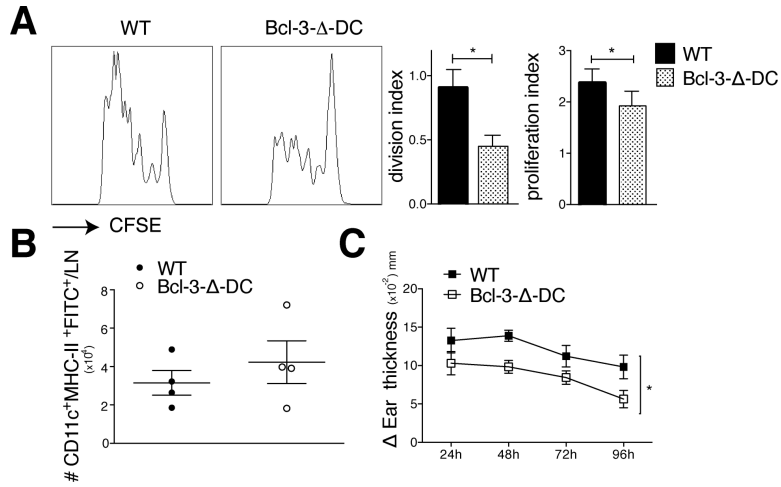 A
WT
Bcl-3-Δ-DC
CFSE
division index
1.0
0.5
0.0
*
proliferation index
3
2
1
0
*
WT
Bcl-3-Δ-DC
B
WT
Bcl-3-Δ-DC
# CD11c⁺MHC-II ⁺FITC⁺/LN
(x10⁴)
8
6
4
2
0
C
WT
Bcl-3-Δ-DC
Δ Ear thickness (x10⁻²) mm
20
15
10
5
0
24h 48h 72h 96h
*